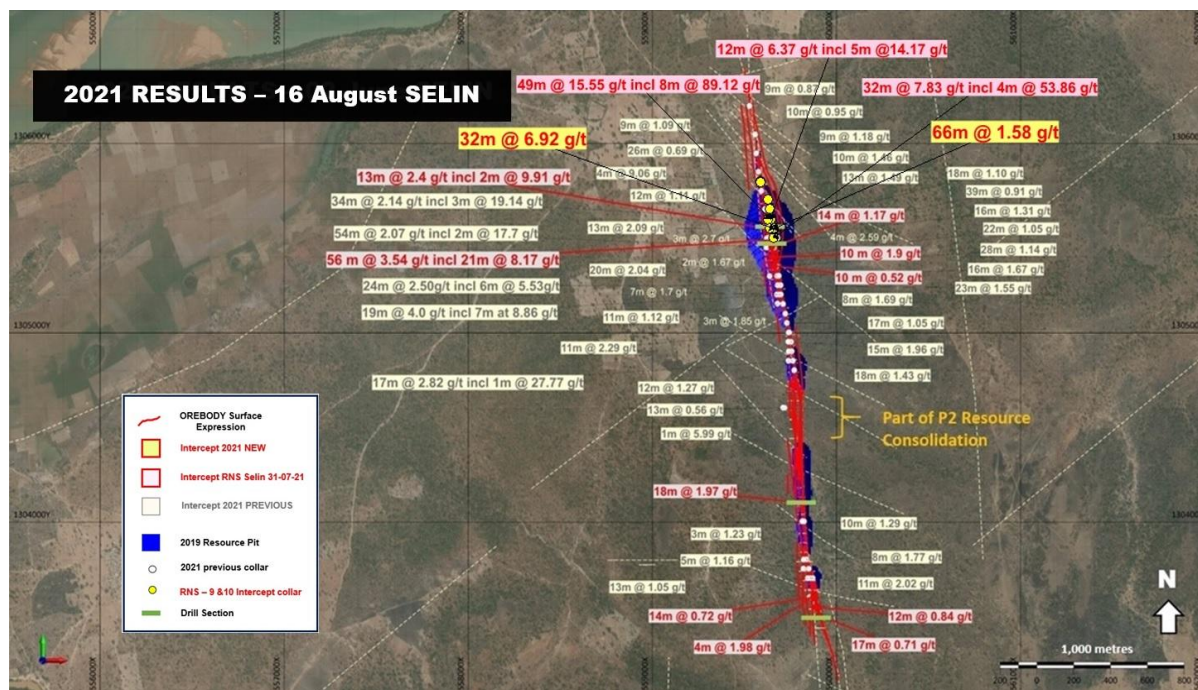 556000X
557000X
559000X
561000X
12m @ 6.37 g/t incl 5m @14.17 g/t
2021 RESULTS – 16 August SELIN
49m @ 15.55 g/t incl 8m @ 89.12 g/t
9m @ 0.87 g/t
32m @ 7.83 g/t incl 4m @ 53.86 g/t
10m @ 0.95 g/t
9m @ 1.09 g/t
1306000Y
32m @ 6.92 g/t
9m @ 1.18 g/t
66m @ 1.58 g/t
26m @ 0.69 g/t
10m @ 1.46 g/t
4m @ 9.06 g/t
13m @ 2.4 g/t incl 2m @ 9.91 g/t
13m @ 1.49 g/t
18m @ 1.10 g/t
12m @ 1.11 g/t
39m @ 0.91 g/t
34m @ 2.14 g/t incl 3m @ 19.14 g/t
14 m @ 1.17 g/t
16m @ 1.31 g/t
54m @ 2.07 g/t incl 2m @ 17.7 g/t
13m @ 2.09 g/t
3m @ 2.7 g/t
4m @ 2.59 g/t
22m @ 1.05 g/t
56 m @ 3.54 g/t incl 21m @ 8.17 g/t
2m @ 1.67 g/t
10 m @ 1.9 g/t
28m @ 1.14 g/t
20m @ 2.04 g/t
10 m @ 0.52 g/t
16m @ 1.67 g/t
24m @ 2.50g/t incl 6m @ 5.53g/t
7m @ 1.7 g/t
23m @ 1.55 g/t
8m @ 1.69 g/t
19m @ 4.0 g/t incl 7m at 8.86 g/t
11m @ 1.12 g/t
3m @ 1.85 g/t
17m @ 1.05 g/t
1305000Y
11m @ 2.29 g/t
15m @ 1.96 g/t
17m @ 2.82 g/t incl 1m @ 27.77 g/t
12m @ 1.27 g/t
18m @ 1.43 g/t
13m @ 0.56 g/t
Part of P2 Resource
Consolidation
1m @ 5.99 g/t
OREBODY Surface
Expression
Intercept 2021 NEW
Intercept RNS Selin 31-07-21
Intercept 2021 PREVIOUS
2019 Resource Pit
2021 previous collar
RNS – 9 &10 Intercept collar
Drill Section
18m @ 1.97 g/t
1304000Y
3m @ 1.23 g/t
10m @ 1.29 g/t
5m @ 1.16 g/t
8m @ 1.77 g/t
13m @ 1.05 g/t
11m @ 2.02 g/t
14m @ 0.72 g/t
12m @ 0.84 g/t
4m @ 1.98 g/t
17m @ 0.71 g/t
N
1,000 metres
200 0 200 400 600 800